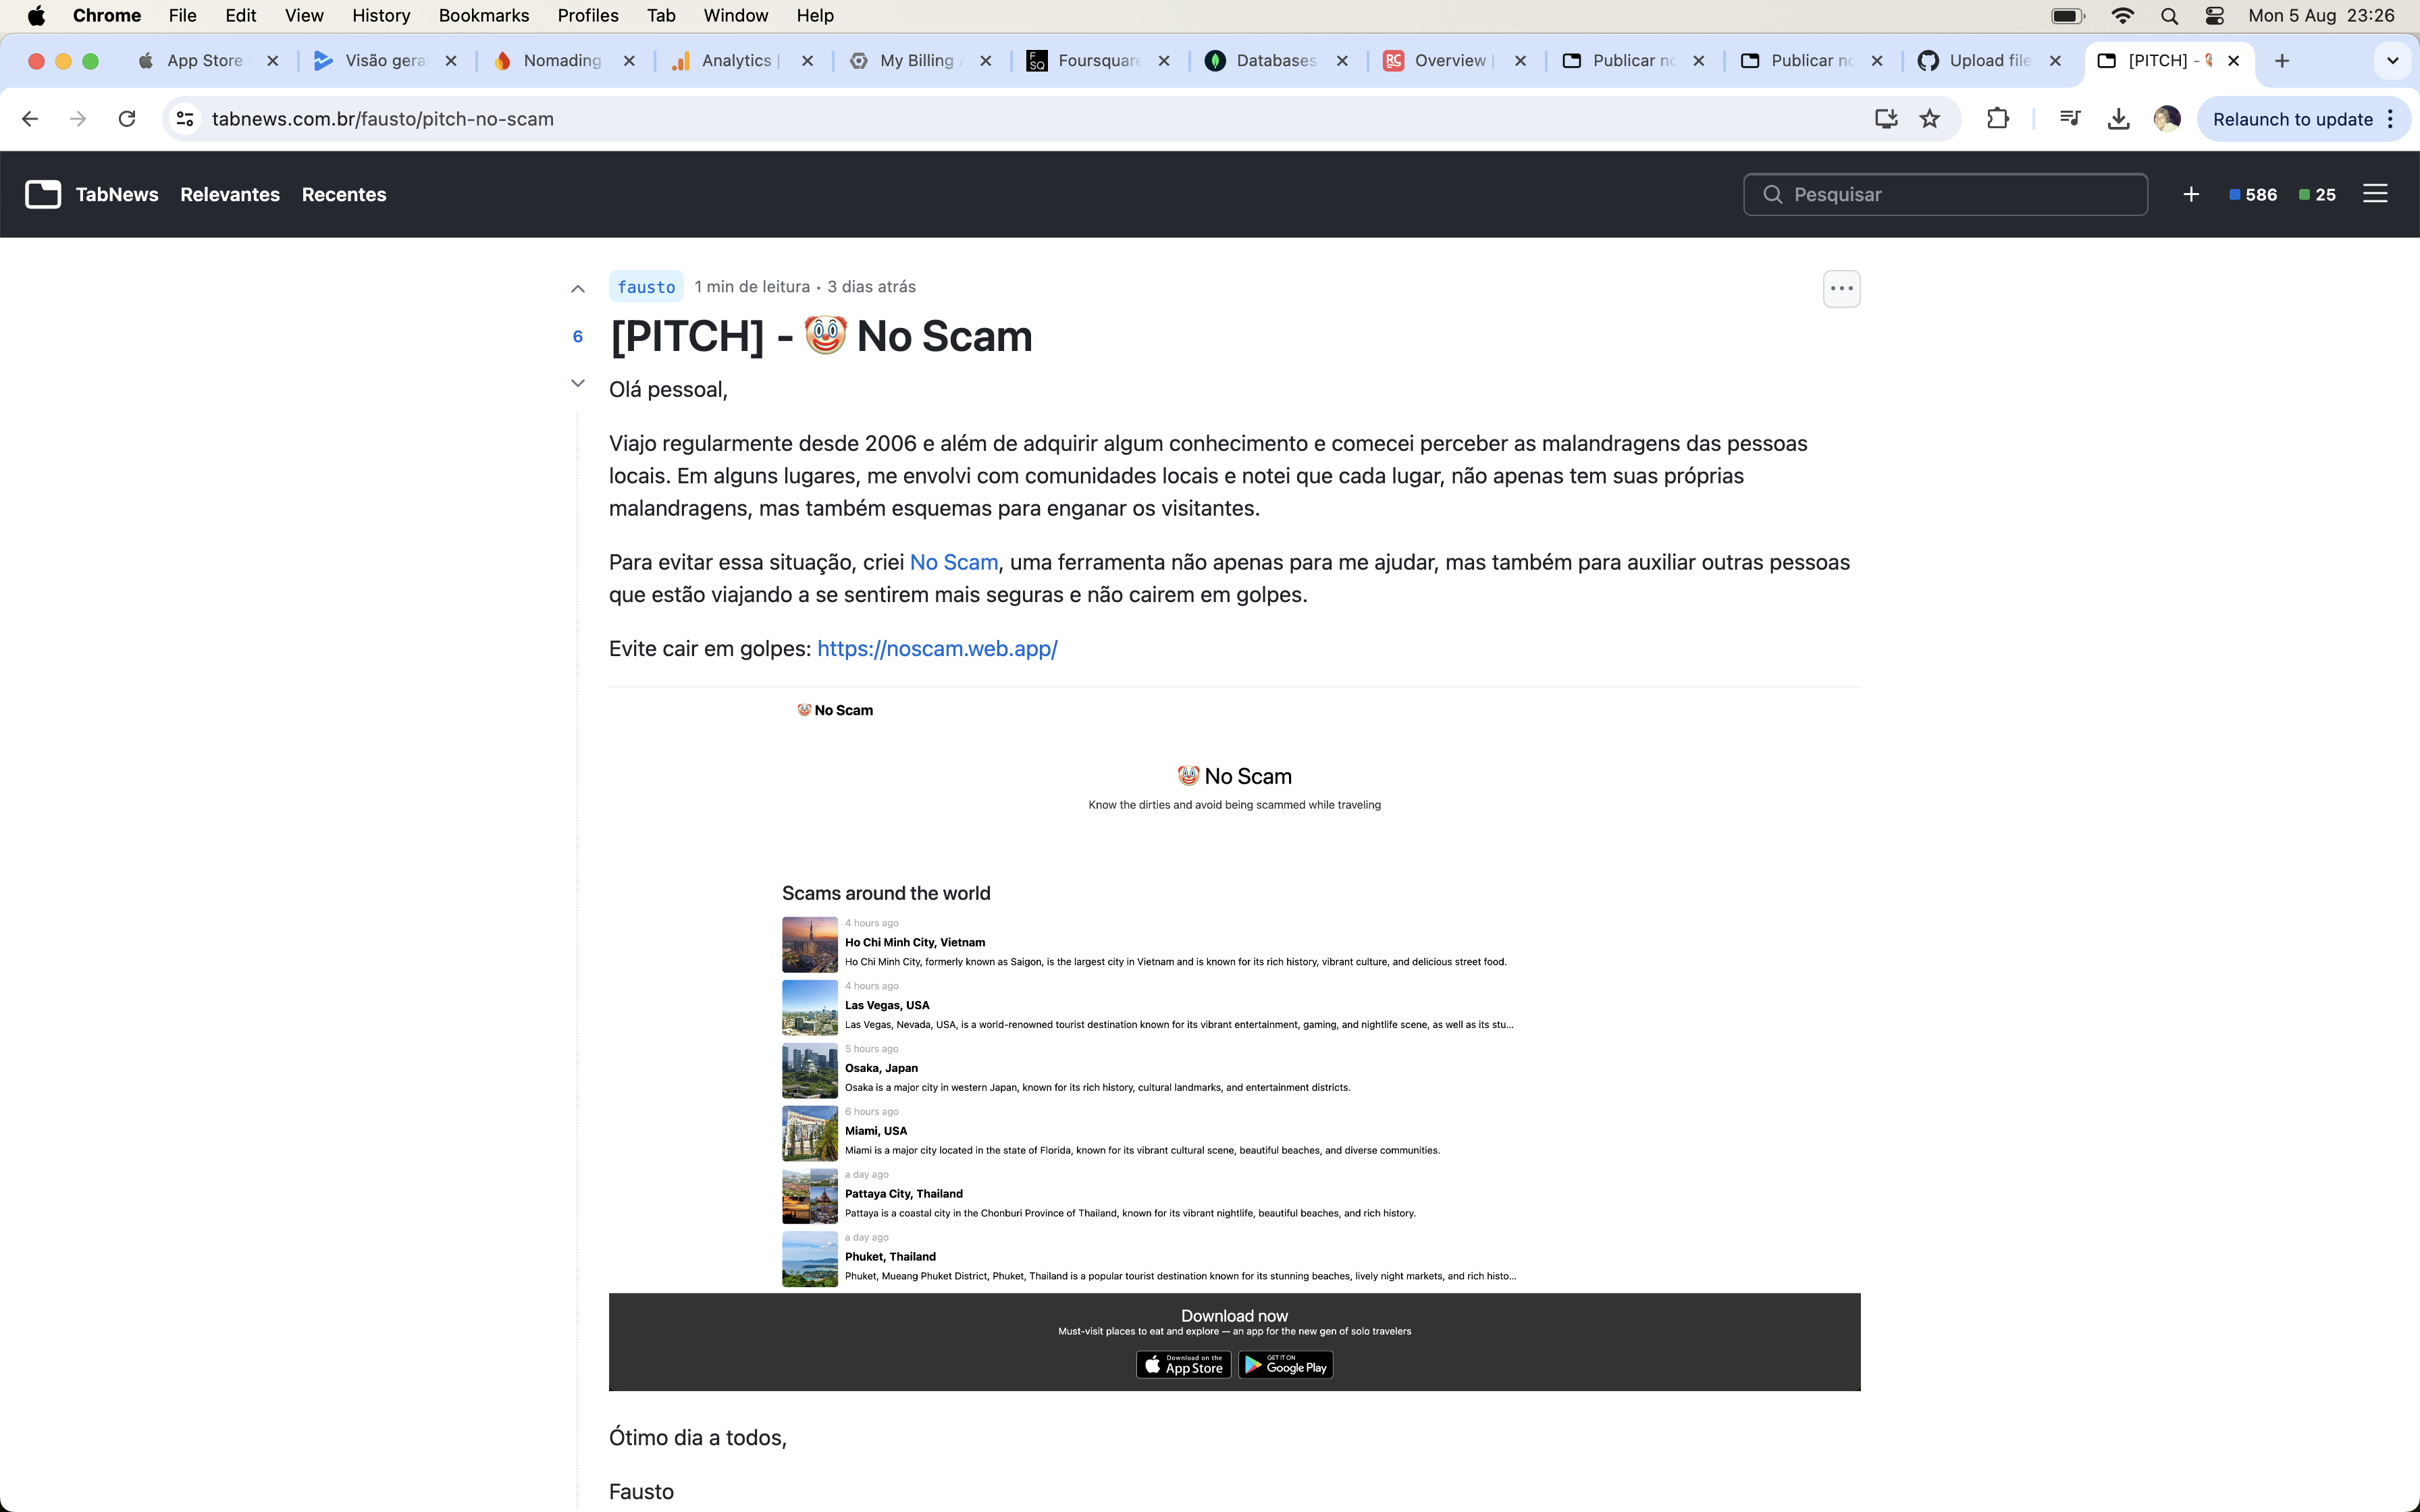 Chrome File Edit View History Bookmarks Profiles Tab Window Help Mon 5 Aug 23:26
App Store Visão gera Nomading Analytics | My Billing Foursquare Databases Overview | Publicar no Publicar no Upload file [PITCH] -
tabnews.com.br/fausto/pitch-no-scam Relaunch to update
TabNews Relevantes Recentes Pesquisar 586 25
fausto 1 min de leitura · 3 dias atrás
6 [PITCH] - 🤡 No Scam
Olá pessoal,
Viajo regularmente desde 2006 e além de adquirir algum conhecimento e comecei perceber as malandragens das pessoas
locais. Em alguns lugares, me envolvi com comunidades locais e notei que cada lugar, não apenas tem suas próprias
malandragens, mas também esquemas para enganar os visitantes.
Para evitar essa situação, criei No Scam, uma ferramenta não apenas para me ajudar, mas também para auxiliar outras pessoas
que estão viajando a se sentirem mais seguras e não cairem em golpes.
Evite cair em golpes: https://noscam.web.app/
🤡 No Scam
🤡 No Scam
Know the dirties and avoid being scammed while traveling
Scams around the world
4 hours ago
Ho Chi Minh City, Vietnam
Ho Chi Minh City, formerly known as Saigon, is the largest city in Vietnam and is known for its rich history, vibrant culture, and delicious street food.
4 hours ago
Las Vegas, USA
Las Vegas, Nevada, USA, is a world-renowned tourist destination known for its vibrant entertainment, gaming, and nightlife scene, as well as its stu...
5 hours ago
Osaka, Japan
Osaka is a major city in western Japan, known for its rich history, cultural landmarks, and entertainment districts.
6 hours ago
Miami, USA
Miami is a major city located in the state of Florida, known for its vibrant cultural scene, beautiful beaches, and diverse communities.
a day ago
Pattaya City, Thailand
Pattaya is a coastal city in the Chonburi Province of Thailand, known for its vibrant nightlife, beautiful beaches, and rich history.
a day ago
Phuket, Thailand
Phuket, Mueang Phuket District, Phuket, Thailand is a popular tourist destination known for its stunning beaches, lively night markets, and rich histo...
Download now
Must-visit places to eat and explore — an app for the new gen of solo travelers
Download on the App Store GET IT ON Google Play
Ótimo dia a todos,
Fausto